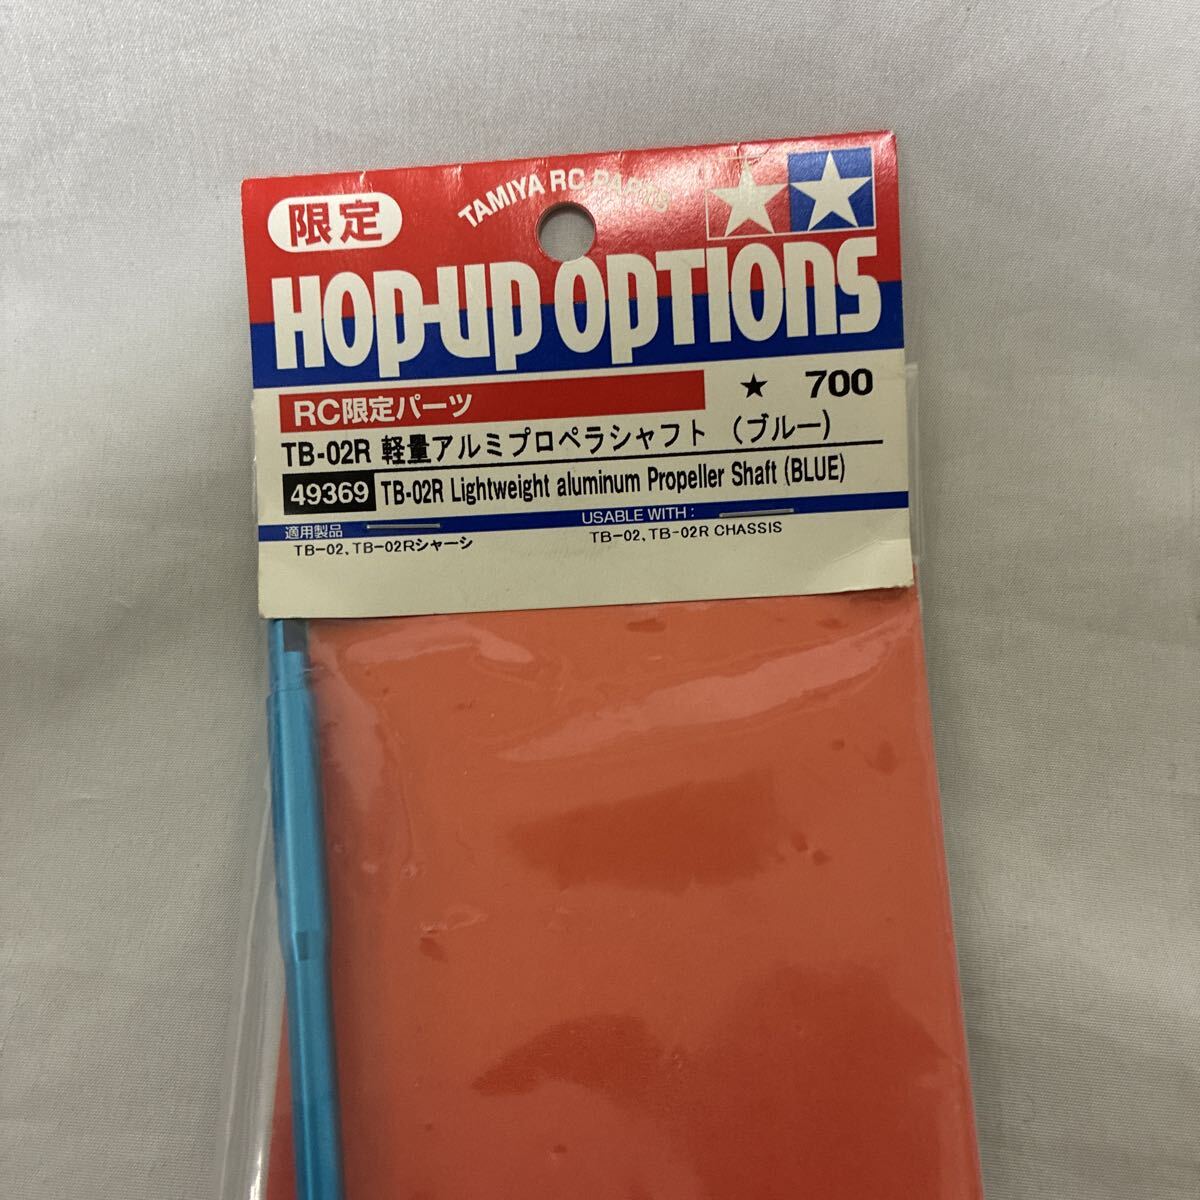 限定
TAMIYA RC PARTS
HOP-UP OPTIONS
RC限定パーツ
★ 700
TB-02R 軽量アルミプロペラシャフト (ブルー)
49369 TB-02R Lightweight aluminum Propeller Shaft (BLUE)
適用製品
TB-02、TB-02Rシャーシ
USABLE WITH :
TB-02, TB-02R CHASSIS